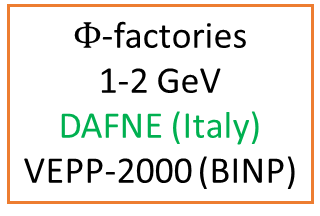 Φ-factories
1-2 GeV
DAFNE (Italy)
VEPP-2000 (BINP)